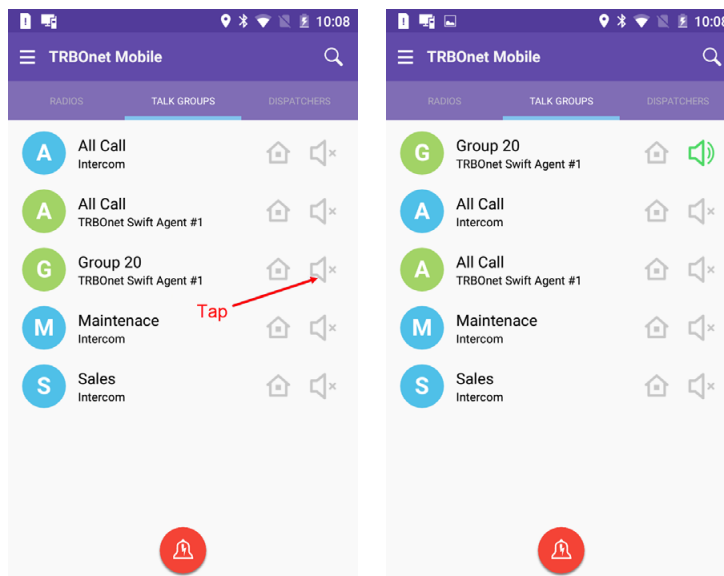 10:08
TRBOnet Mobile
RADIOS TALK GROUPS DISPATCHERS
A All Call
Intercom
A All Call
TRBOnet Swift Agent #1
G Group 20
TRBOnet Swift Agent #1
Tap
M Maintenace
Intercom
S Sales
Intercom
10:08
TRBOnet Mobile
RADIOS TALK GROUPS DISPATCHERS
G Group 20
TRBOnet Swift Agent #1
A All Call
Intercom
A All Call
TRBOnet Swift Agent #1
M Maintenace
Intercom
S Sales
Intercom